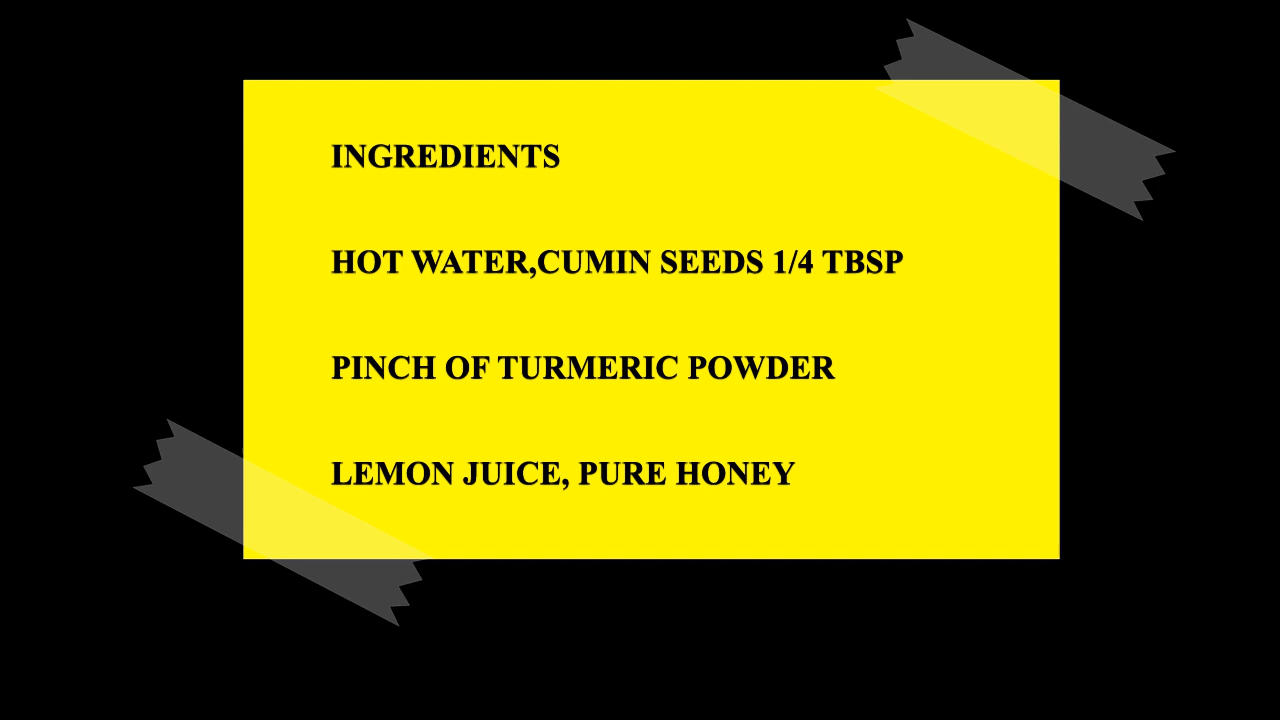 INGREDIENTS
HOT WATER,CUMIN SEEDS 1/4 TBSP
PINCH OF TURMERIC POWDER
LEMON JUICE, PURE HONEY